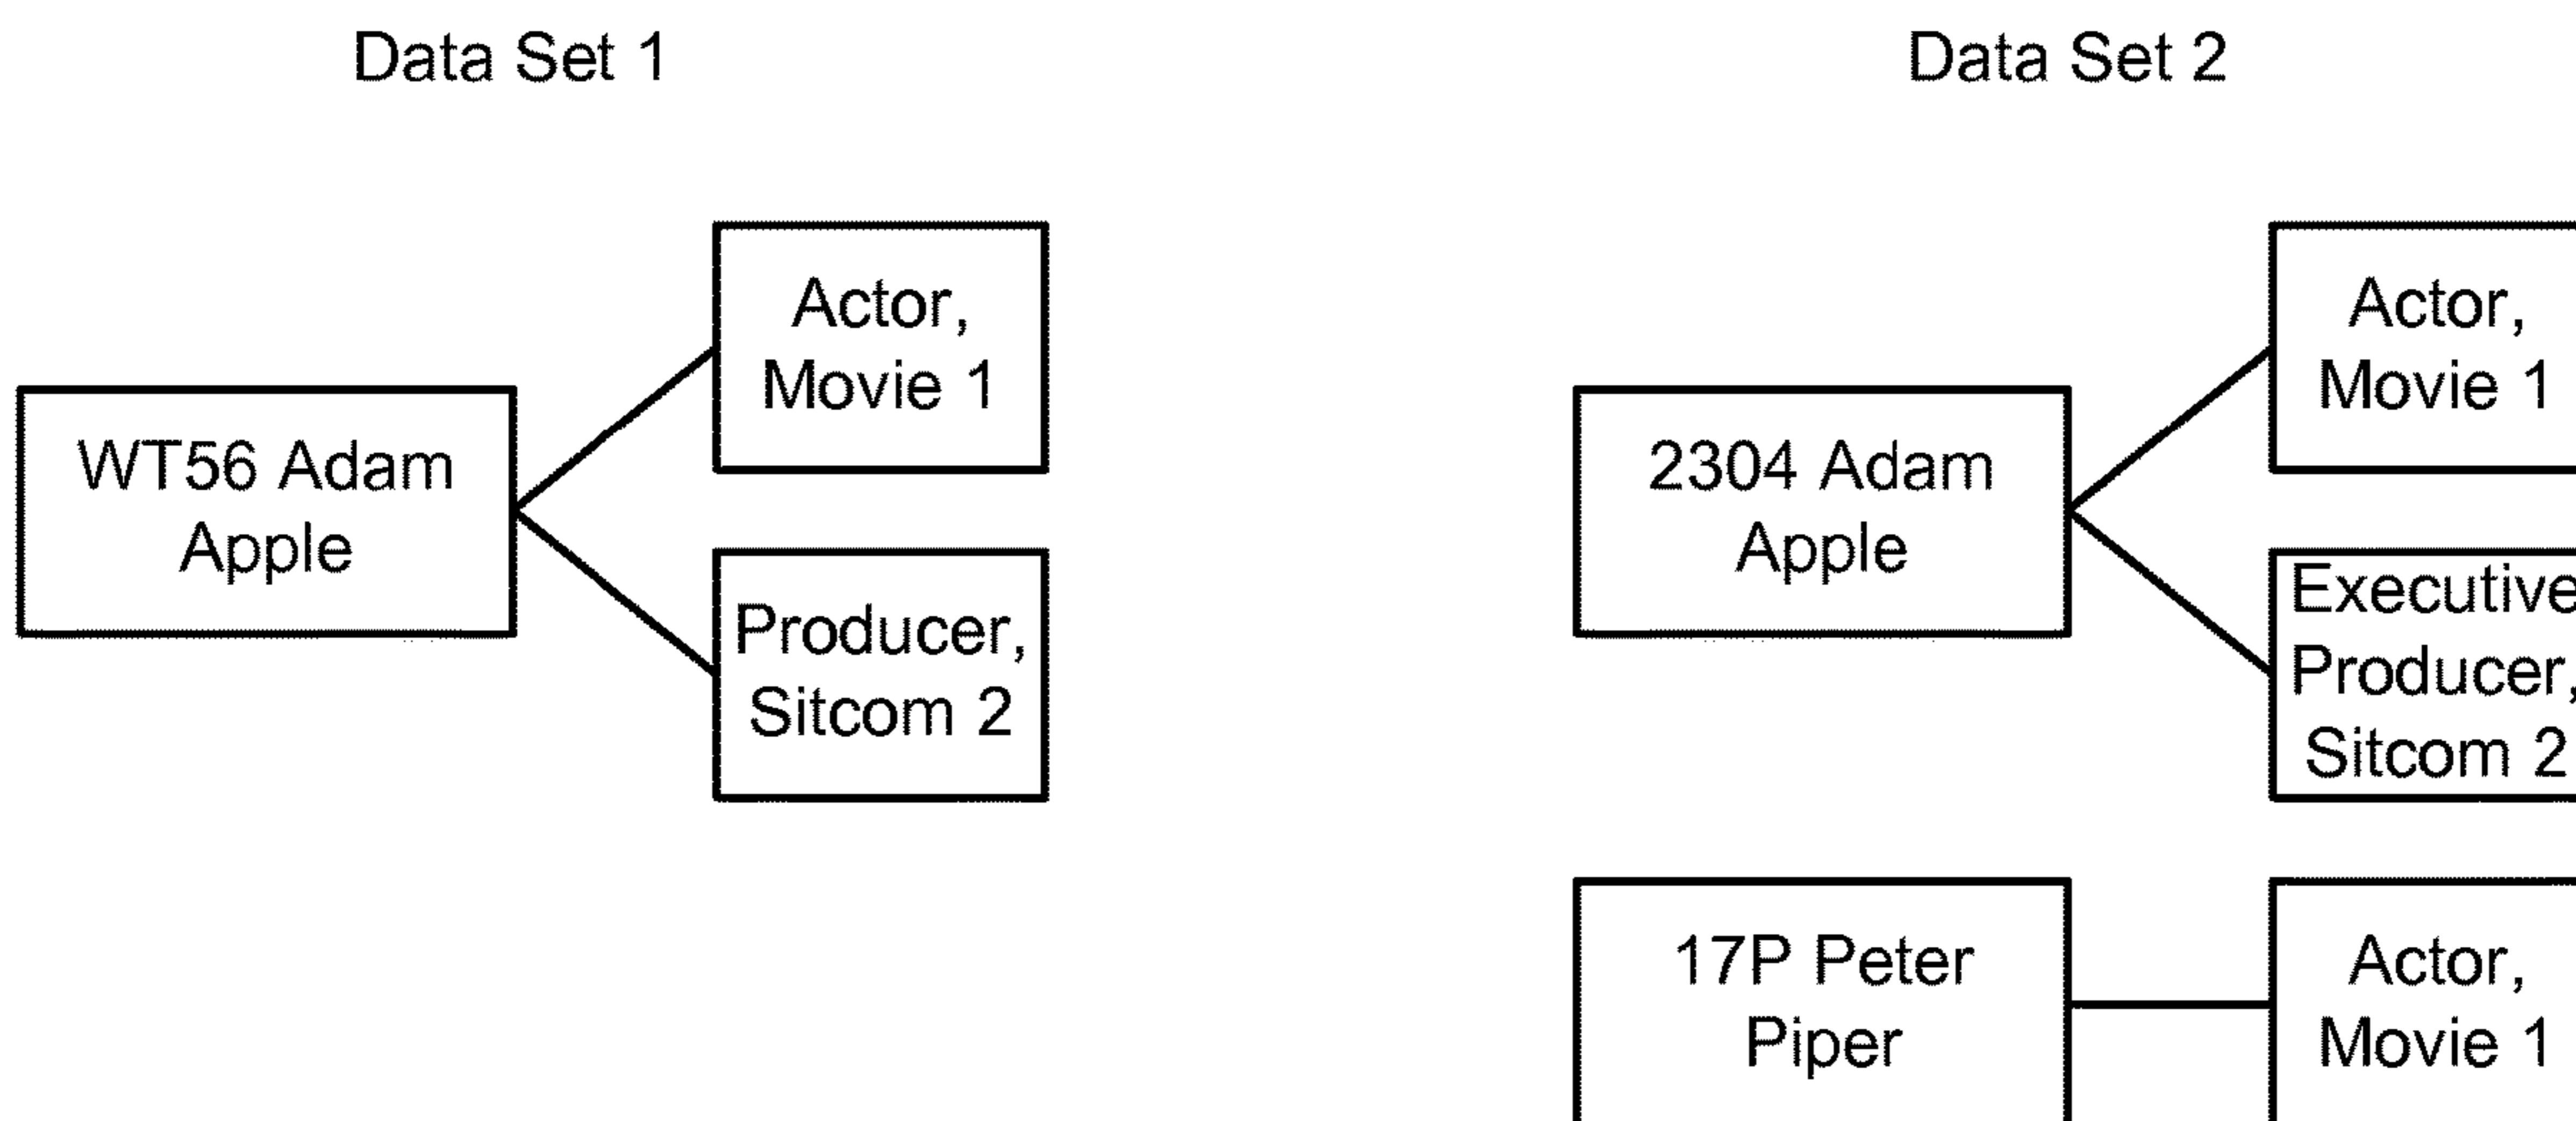 Data Set 1
Data Set 2
WT56 Adam
Apple
Actor,
Movie 1
Producer,
Sitcom 2
2304 Adam
Apple
Actor,
Movie 1
Executive
Producer,
Sitcom 2
17P Peter
Piper
Actor,
Movie 1